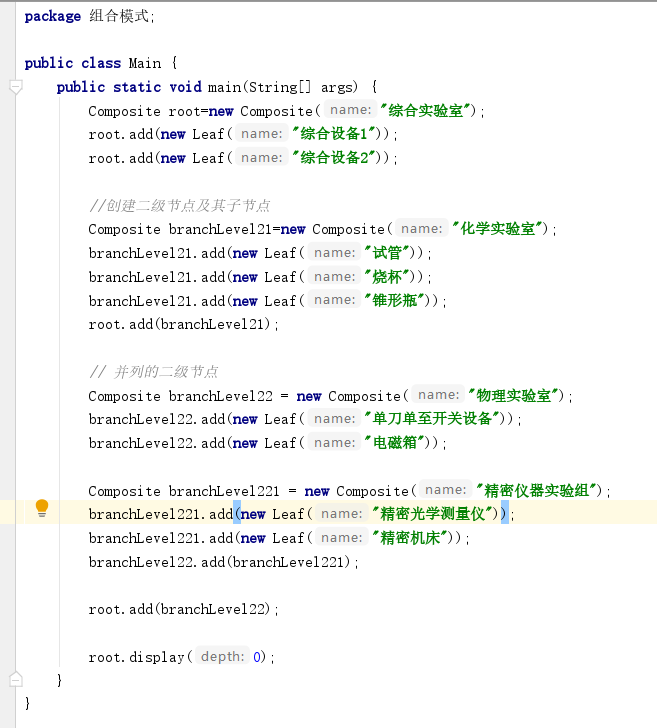 package 组合模式;
public class Main {
public static void main(String[] args) {
Composite root=new Composite( name: "综合实验室");
root.add(new Leaf( name: "综合设备1"));
root.add(new Leaf( name: "综合设备2"));
//创建二级节点及其子节点
Composite branchLevel21=new Composite( name: "化学实验室");
branchLevel21.add(new Leaf( name: "试管"));
branchLevel21.add(new Leaf( name: "烧杯"));
branchLevel21.add(new Leaf( name: "锥形瓶"));
root.add(branchLevel21);
// 并列的二级节点
Composite branchLevel22 = new Composite( name: "物理实验室");
branchLevel22.add(new Leaf( name: "单刀单至开关设备"));
branchLevel22.add(new Leaf( name: "电磁箱"));
Composite branchLevel221 = new Composite( name: "精密仪器实验组");
branchLevel221.add(new Leaf( name: "精密光学测量仪"));
branchLevel221.add(new Leaf( name: "精密机床"));
branchLevel22.add(branchLevel221);
root.add(branchLevel22);
root.display( depth: 0);
}
}